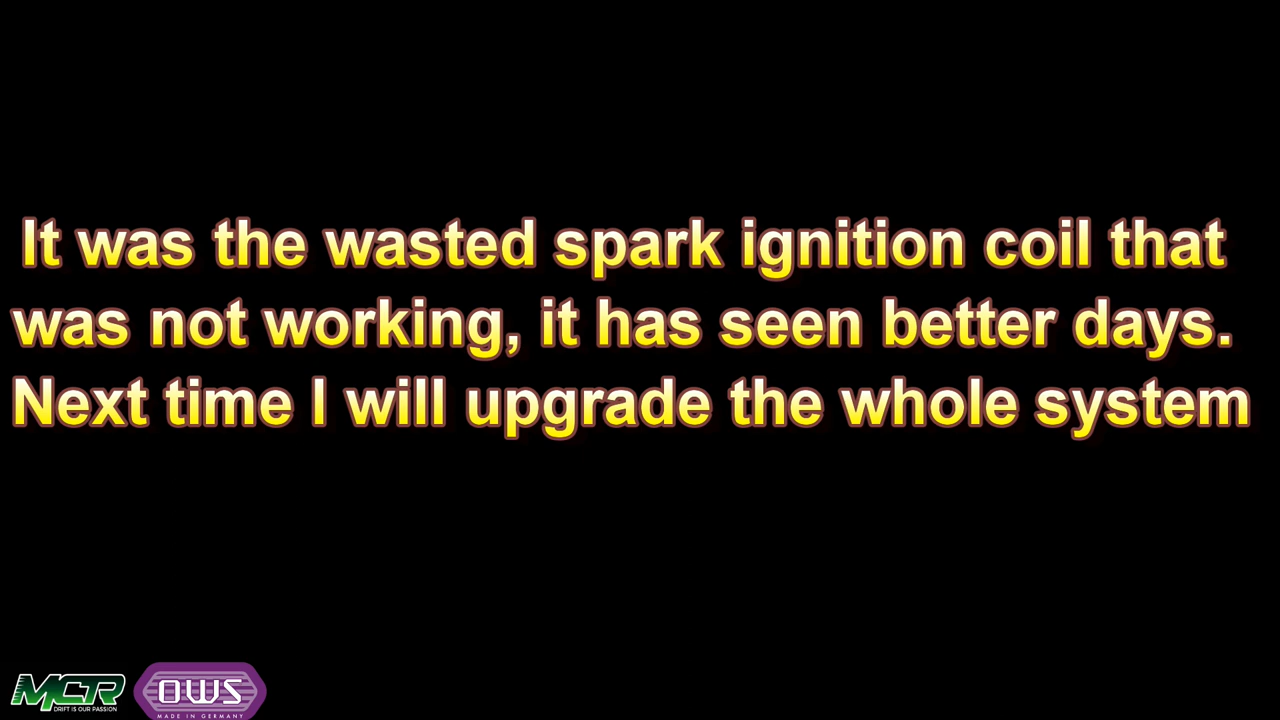 It was the wasted spark ignition coil that
was not working, it has seen better days.
Next time I will upgrade the whole system
MCR
DRIFT IS OUR PASSION
OWS
MADE IN GERMANY